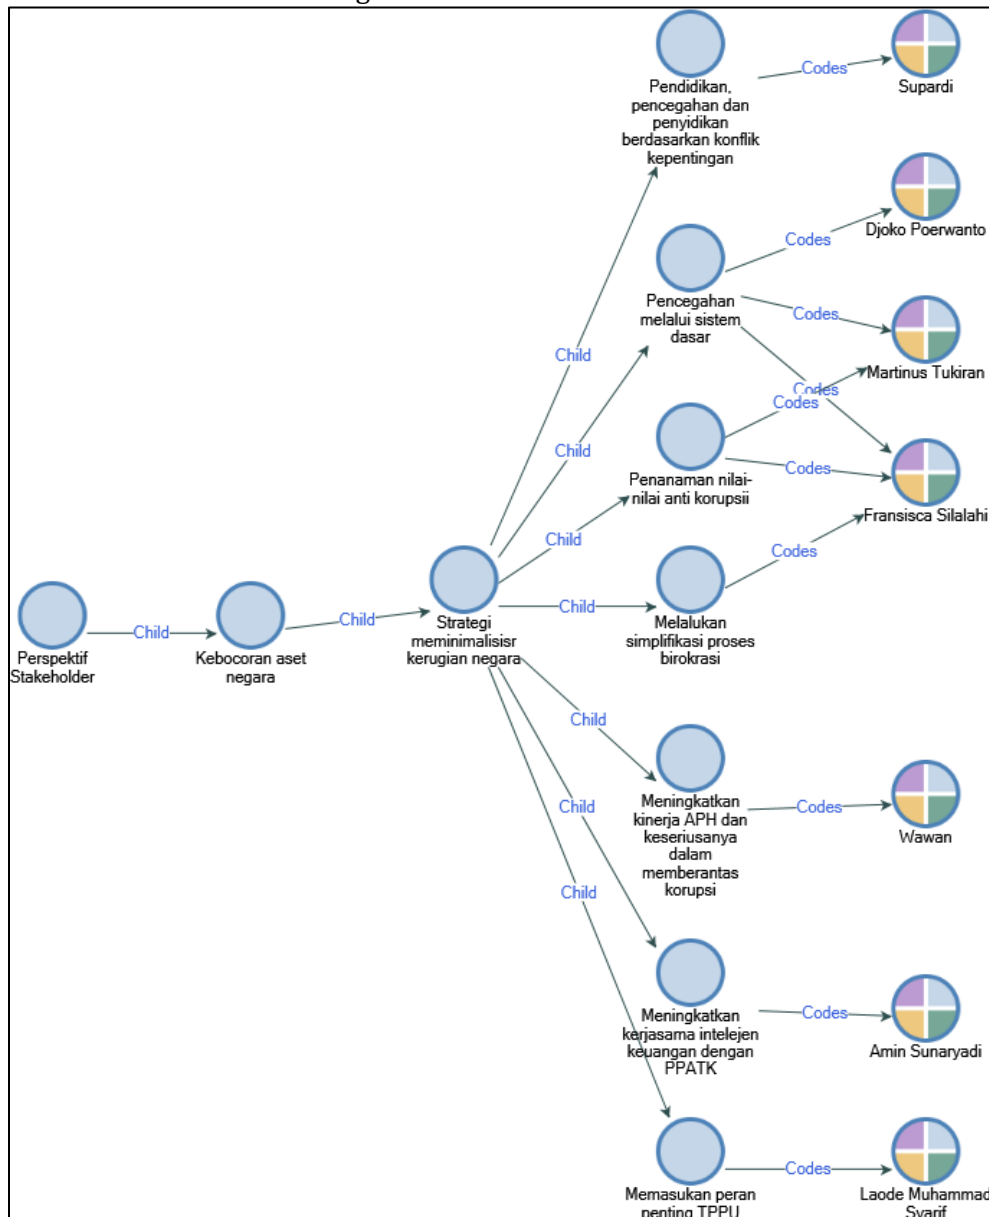 g
Codes
Supardi
Pendidikan,
pencegahan dan
penyidikan
berdasarkan konflik
kepentingan
Djoko Poerwanto
Codes
Pencegahan
melalui sistem
dasar
Codes
Martinus Tukiran
Child
Codes
Codes
Child
Penanaman nilai-
nilai anti korupsii
Codes
Fransisca Silalahi
Child
Codes
Perspektif
Stakeholder
Child
Kebocoran aset
negara
Child
Strategi
meminimalisisr
kerugian negara
Child
Melalukan
simplifikasi proses
birokrasi
Child
Meningkatkan
kinerja APH dan
keseriusanya
dalam
memberantas
korupsi
Codes
Wawan
Child
Child
Meningkatkan
kerjasama intelejen
keuangan dengan
PPATK
Codes
Amin Sunaryadi
Memasukan peran
penting TPPU
Codes
Laode Muhammad
Syarif